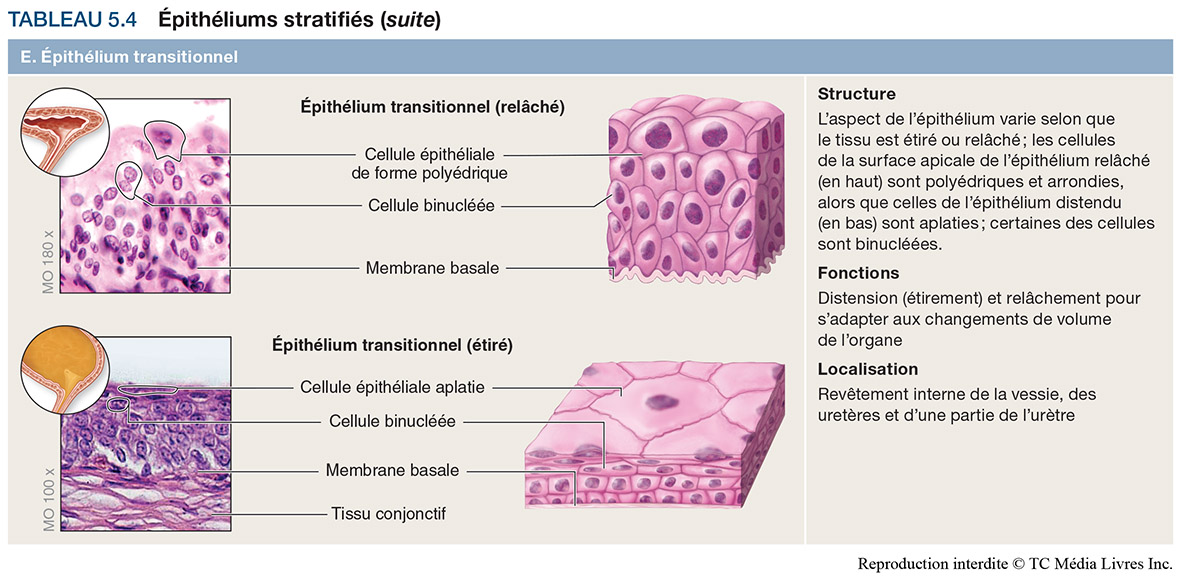 TABLEAU 5.4 Épithéliums stratifiés (suite)
E. Épithélium transitionnel
Épithélium transitionnel (relâché)
Cellule épithéliale
de forme polyédrique
Cellule binucléée
Membrane basale
MO 180 x
Épithélium transitionnel (étiré)
Cellule épithéliale aplatie
Cellule binucléée
Membrane basale
Tissu conjonctif
MO 100 x
Structure
L’aspect de l’épithélium varie selon que
le tissu est étiré ou relâché ; les cellules
de la surface apicale de l’épithélium relâché
(en haut) sont polyédriques et arrondies,
alors que celles de l’épithélium distendu
(en bas) sont aplaties ; certaines des cellules
sont binucléées.
Fonctions
Distension (étirement) et relâchement pour
s’adapter aux changements de volume
de l’organe
Localisation
Revêtement interne de la vessie, des
uretères et d’une partie de l’urètre
Reproduction interdite © TC Média Livres Inc.